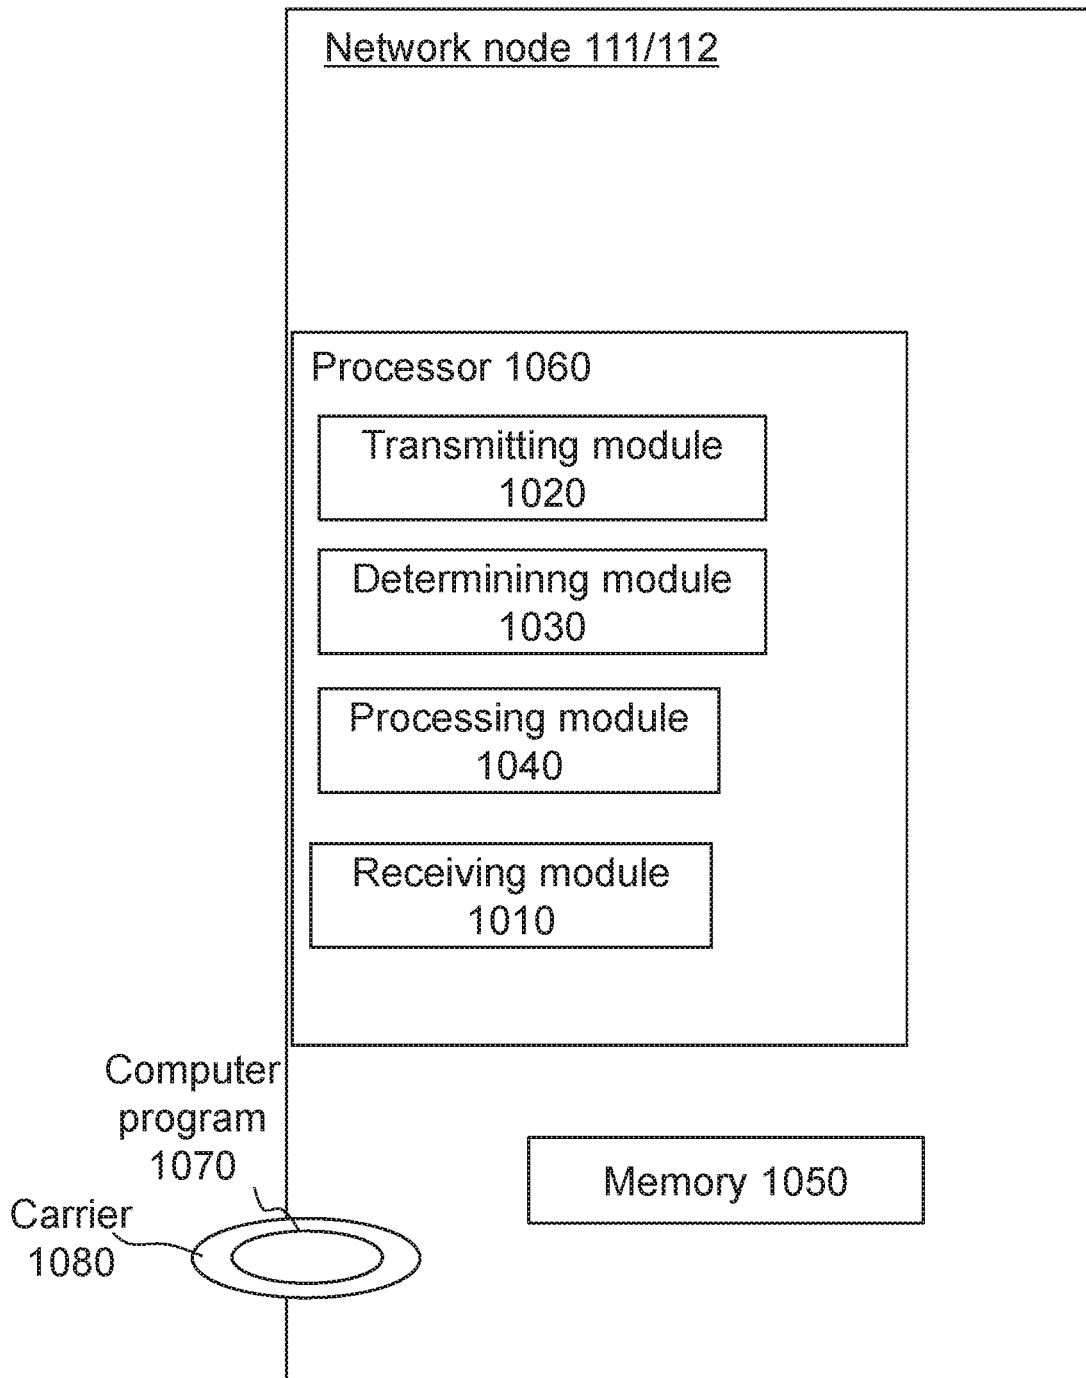 Network node 111/112
Processor 1060
Transmitting module
1020
Determininng module
1030
Processing module
1040
Receiving module
1010
Computer
program
1070
Memory 1050
Carrier
1080